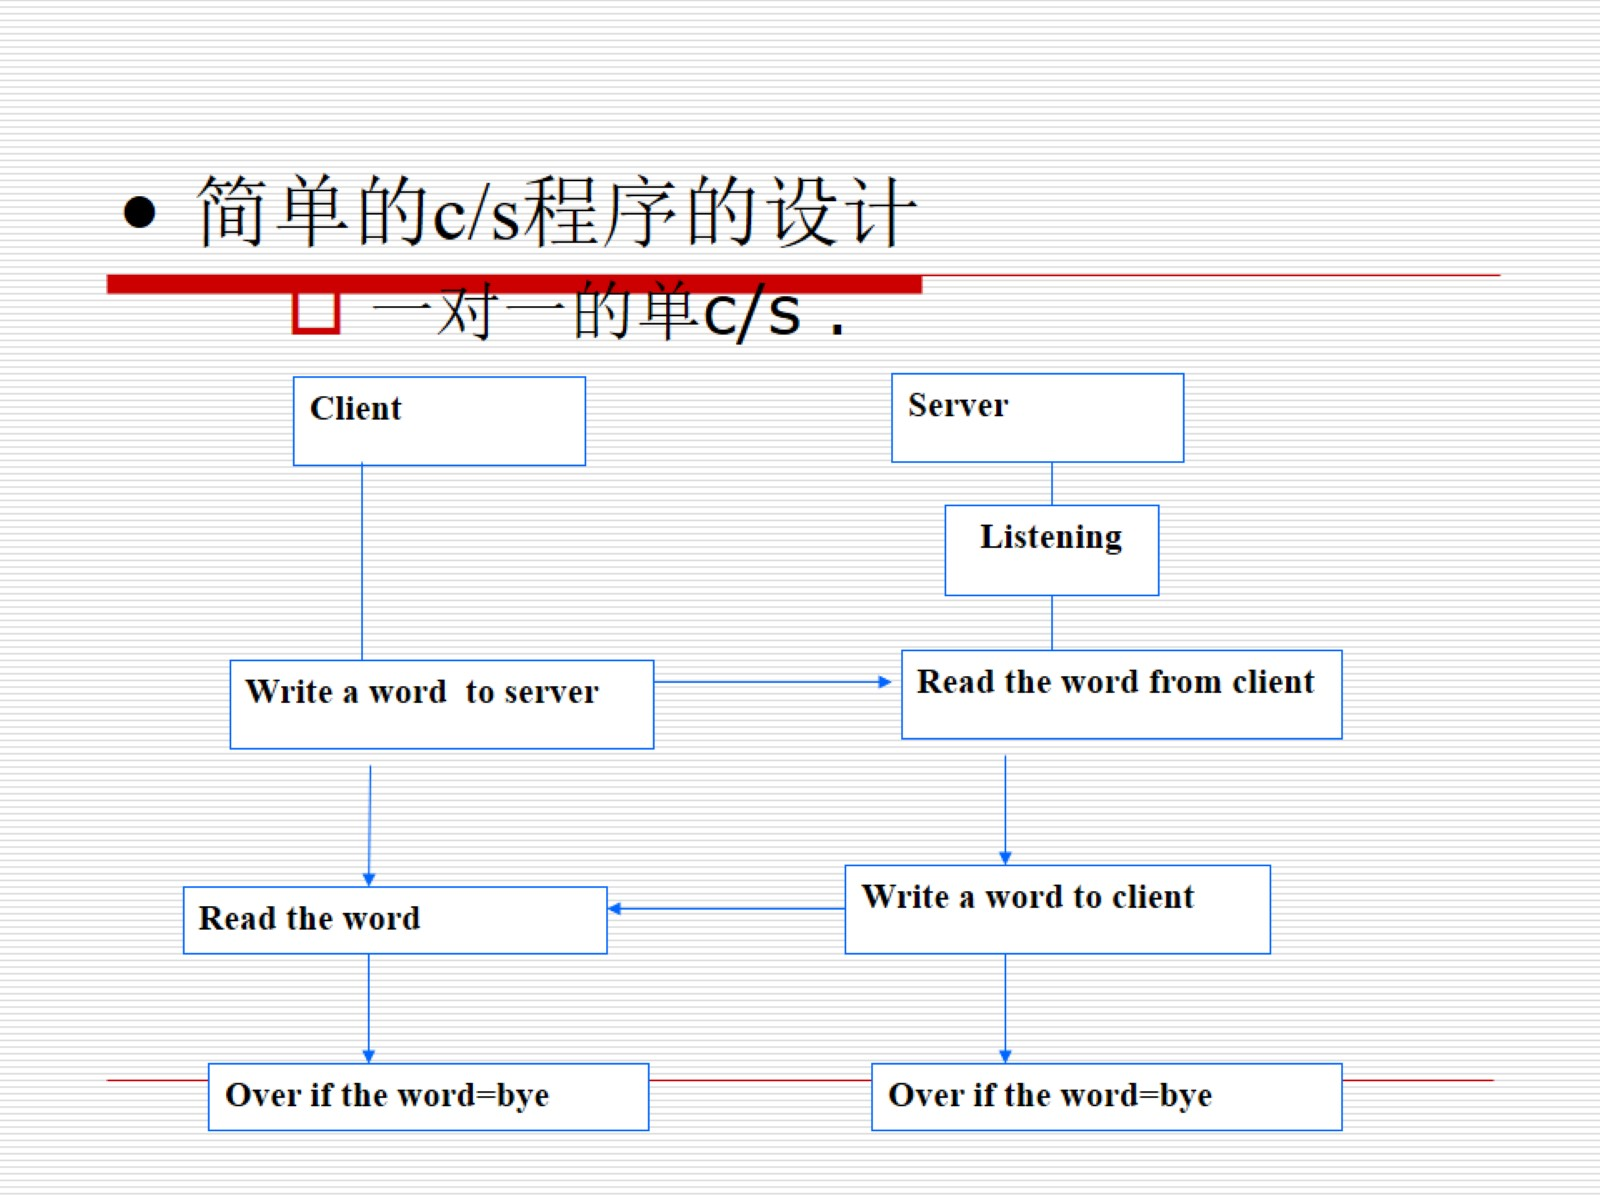 ● 简单的c/s程序的设计
一对一的单c/s .
Client
Server
Listening
Write a word  to server
Read the word from client
Read the word
Write a word to client
Over if the word=bye
Over if the word=bye